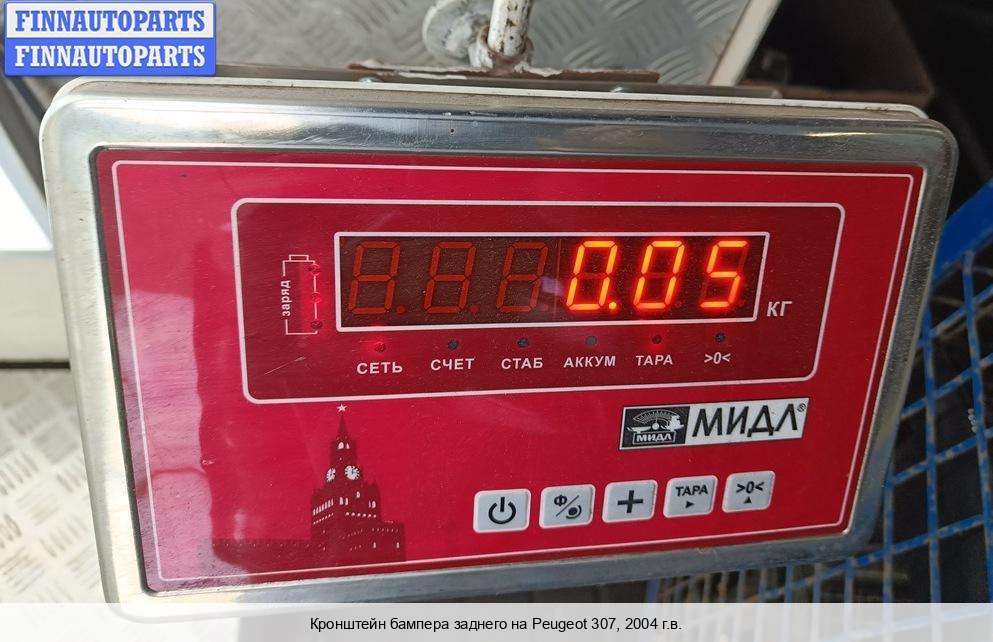 FINNAUTOPARTS
FINNAUTOPARTS
заряд
0.05 кг
СЕТЬ СЧЕТ СТАБ АККУМ ТАРА >0<
МИДЛ МИДЛ®
Ф/ ТАРА >0<
Кронштейн бампера заднего на Peugeot 307, 2004 г.в.